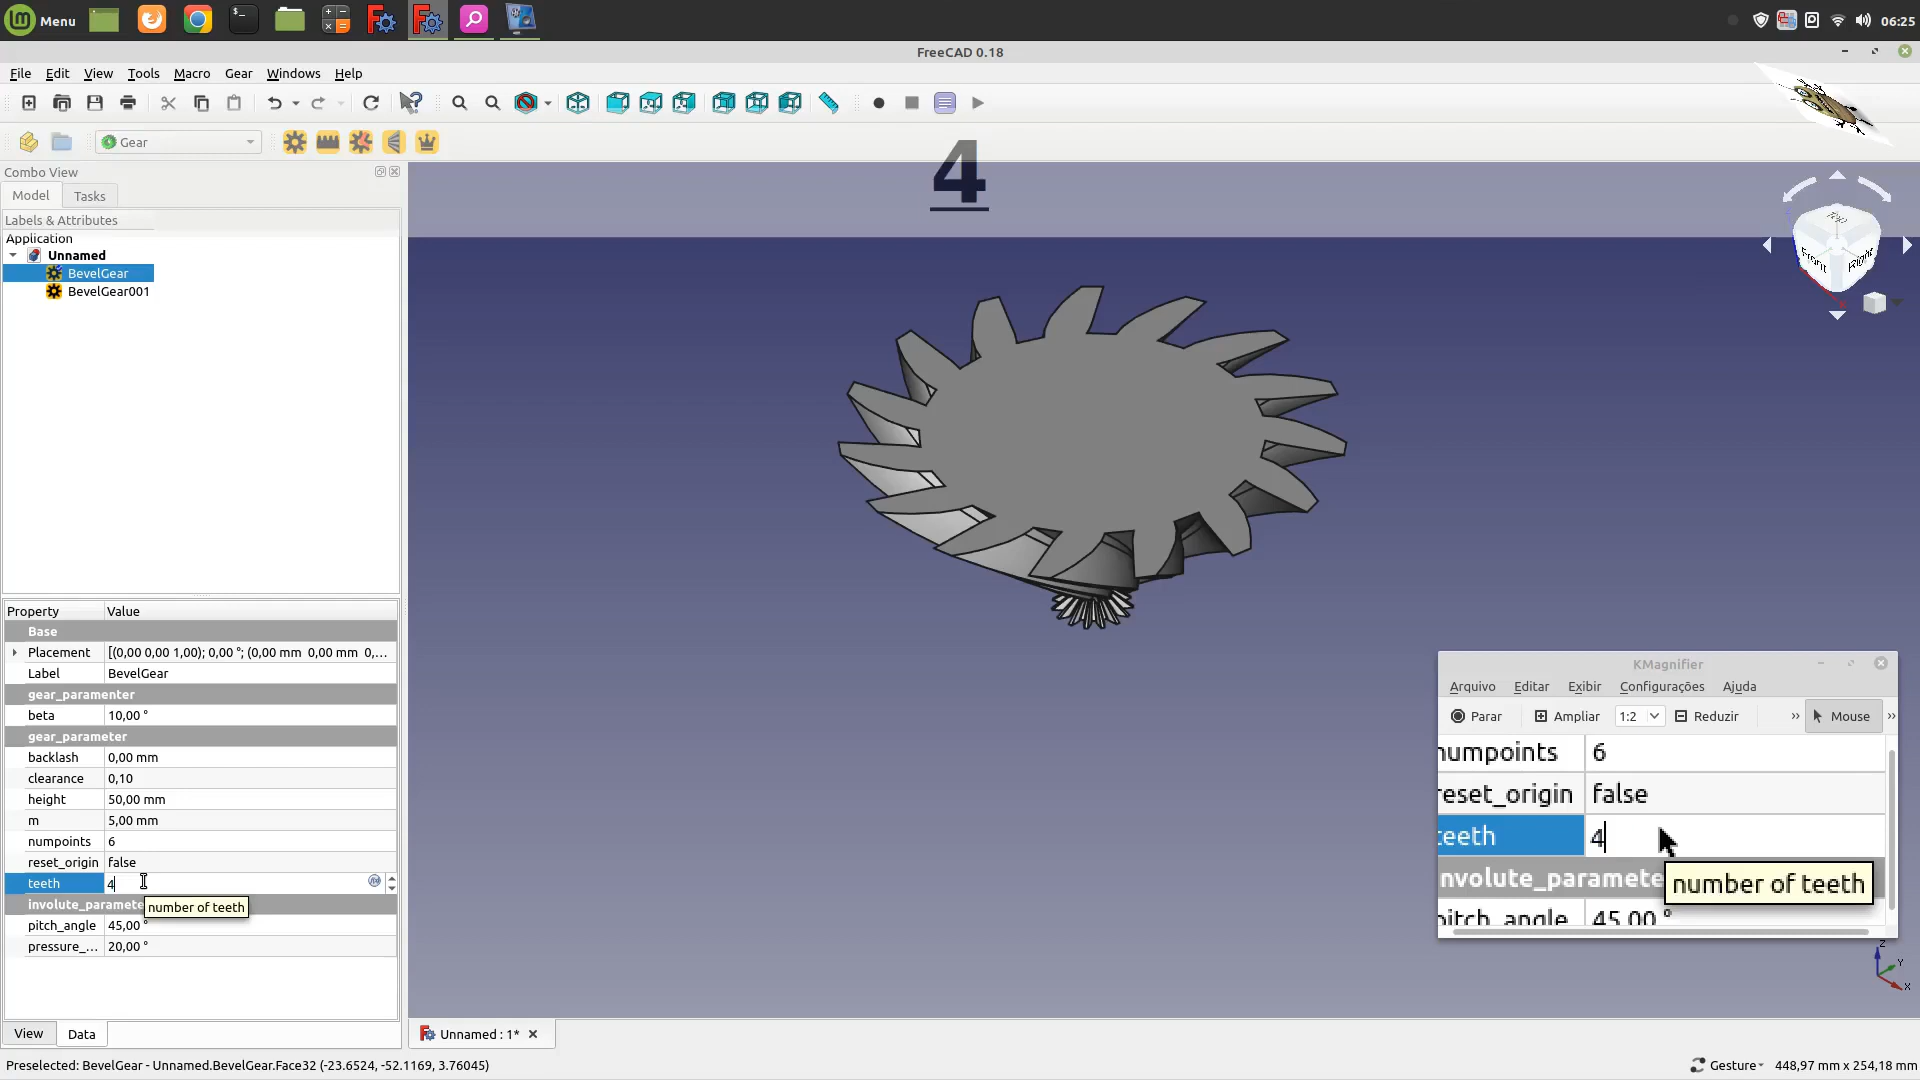 Menu
06:25
FreeCAD 0.18
File Edit View Tools Macro Gear Windows Help
Gear
4
Combo View
Model Tasks
Labels & Attributes
Application
Unnamed
BevelGear
BevelGear001
Top
Front Right
Property Value
Base
Placement [(0,00 0,00 1,00); 0,00 °; (0,00 mm 0,00 mm 0,...
Label BevelGear
gear_paramenter
beta 10,00 °
gear_parameter
backlash 0,00 mm
clearance 0,10
height 50,00 mm
m 5,00 mm
numpoints 6
reset_origin false
teeth 4
number of teeth
involute_paramete
pitch_angle 45,00 °
pressure_... 20,00 °
View Data
KMagnifier
Arquivo Editar Exibir Configurações Ajuda
Parar Ampliar 1:2 Reduzir » Mouse »
numpoints 6
reset_origin false
teeth 4
nvolute_paramete
number of teeth
pitch_angle 45,00 °
Z
Y
X
Unnamed : 1*
Preselected: BevelGear - Unnamed.BevelGear.Face32 (-23.6524, -52.1169, 3.76045)
Gesture 448,97 mm x 254,18 mm